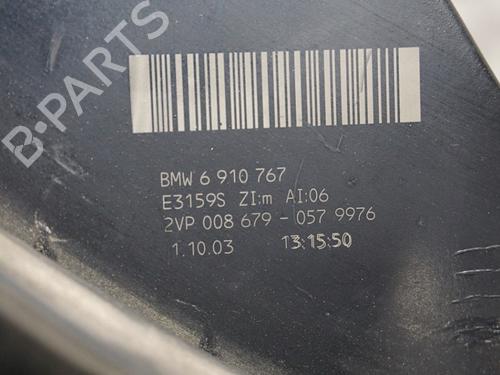 B-PARTS
BMW 6 910 767
E3159S ZI:m AI:06
2VP 008 679 - 057 9976
1.10.03 13:15:50